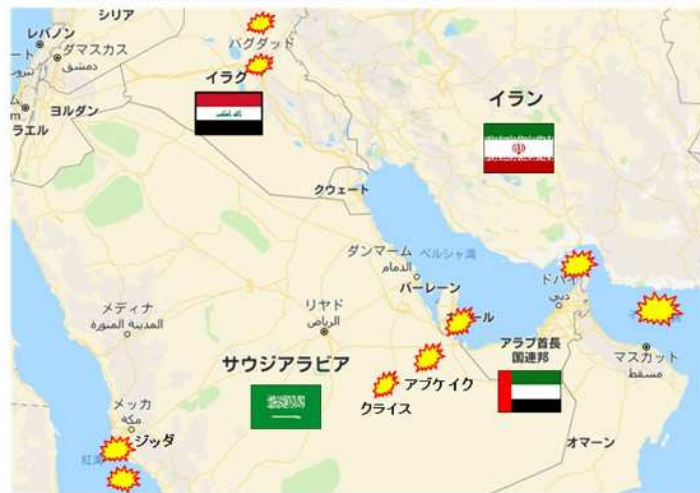 シリア
レバノン
バグダッド
ダマスカス
دمشق
イラク
イラン
ヨルダン
ラエル
クウェート
ダンマーム
الدمام
ペルシャ湾
バーレーン
ドバイ
دبي
メディナ
المدينة المنورة
リヤド
الرياض
アラブ首長
国連邦
マスカット
مسقط
サウジアラビア
アブケイク
クライス
メッカ
مكة
ジッダ
紅海
オマーン